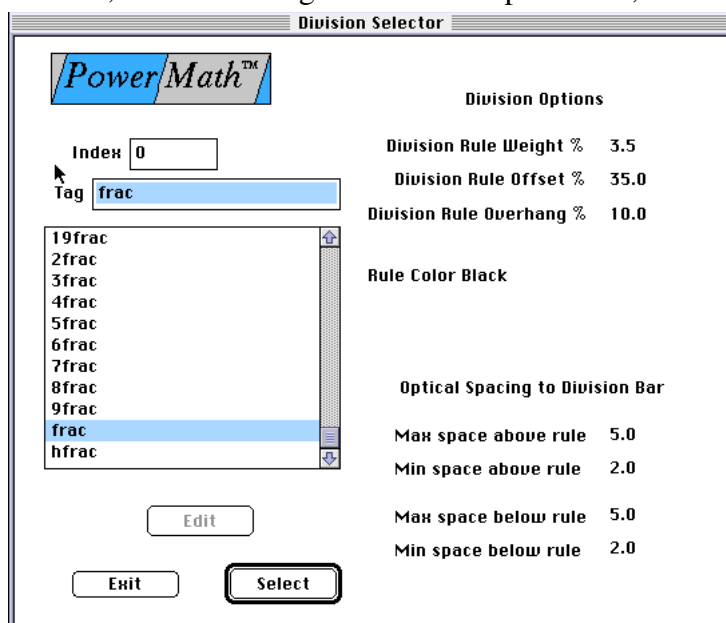 Division Selector
PowerMath™
Index 0
Tag frac
19frac
2frac
3frac
4frac
5frac
6frac
7frac
8frac
9frac
frac
hfrac
Edit
Exit Select
Division Options
Division Rule Weight % 3.5
Division Rule Offset % 35.0
Division Rule Overhang % 10.0
Rule Color Black
Optical Spacing to Division Bar
Max space above rule 5.0
Min space above rule 2.0
Max space below rule 5.0
Min space below rule 2.0